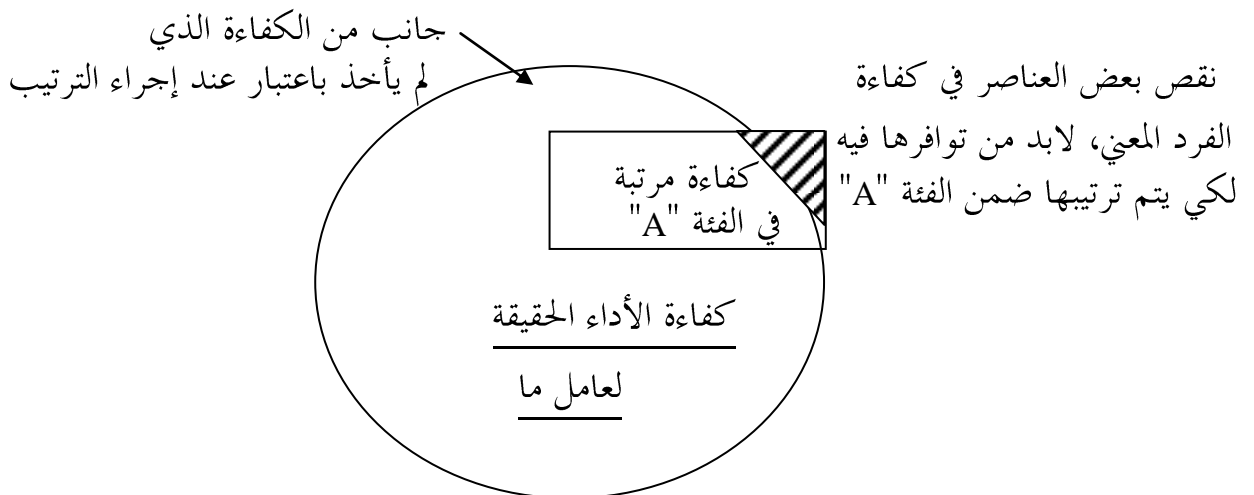 جانب من الكفاءة الذي
لم يأخذ باعتبار عند إجراء الترتيب
نقص بعض العناصر في كفاءة
الفرد المعني، لابد من توافرها فيه
لكي يتم ترتيبها ضمن الفئة "A"
كفاءة مرتبة
في الفئة "A"
كفاءة الأداء الحقيقة
لعامل ما